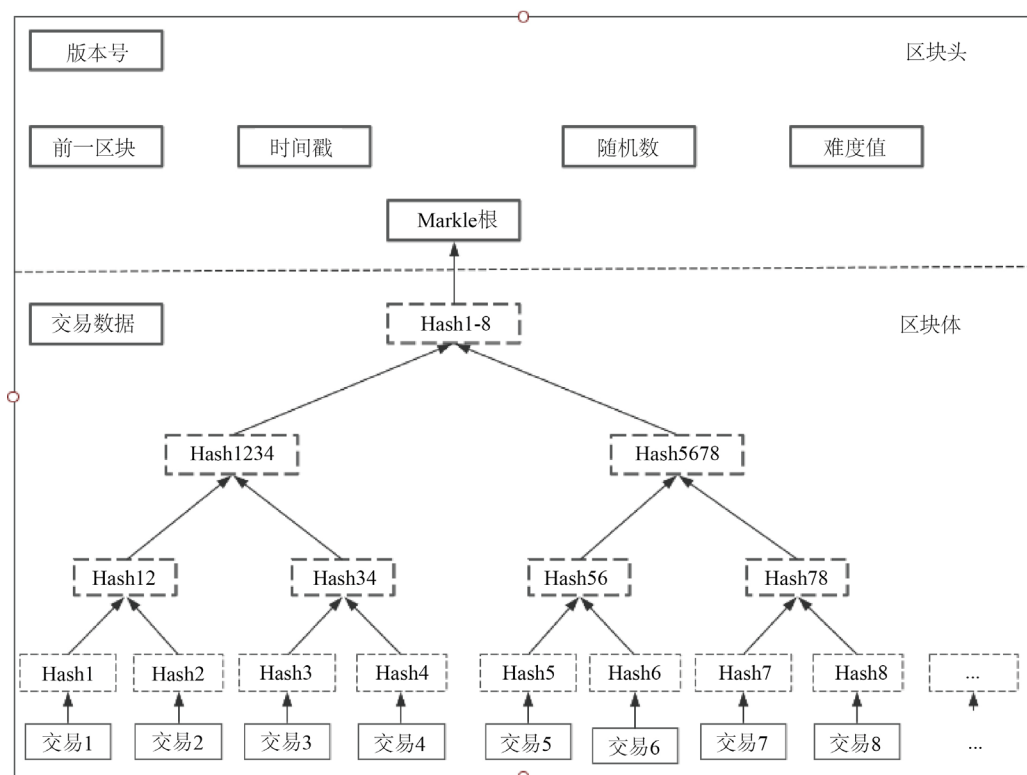 版本号
区块头
前一区块
时间戳
随机数
难度值
Markle根
交易数据
Hash1-8
区块体
Hash1234
Hash5678
Hash12
Hash34
Hash56
Hash78
Hash1
Hash2
Hash3
Hash4
Hash5
Hash6
Hash7
Hash8
...
交易1
交易2
交易3
交易4
交易5
交易6
交易7
交易8
...